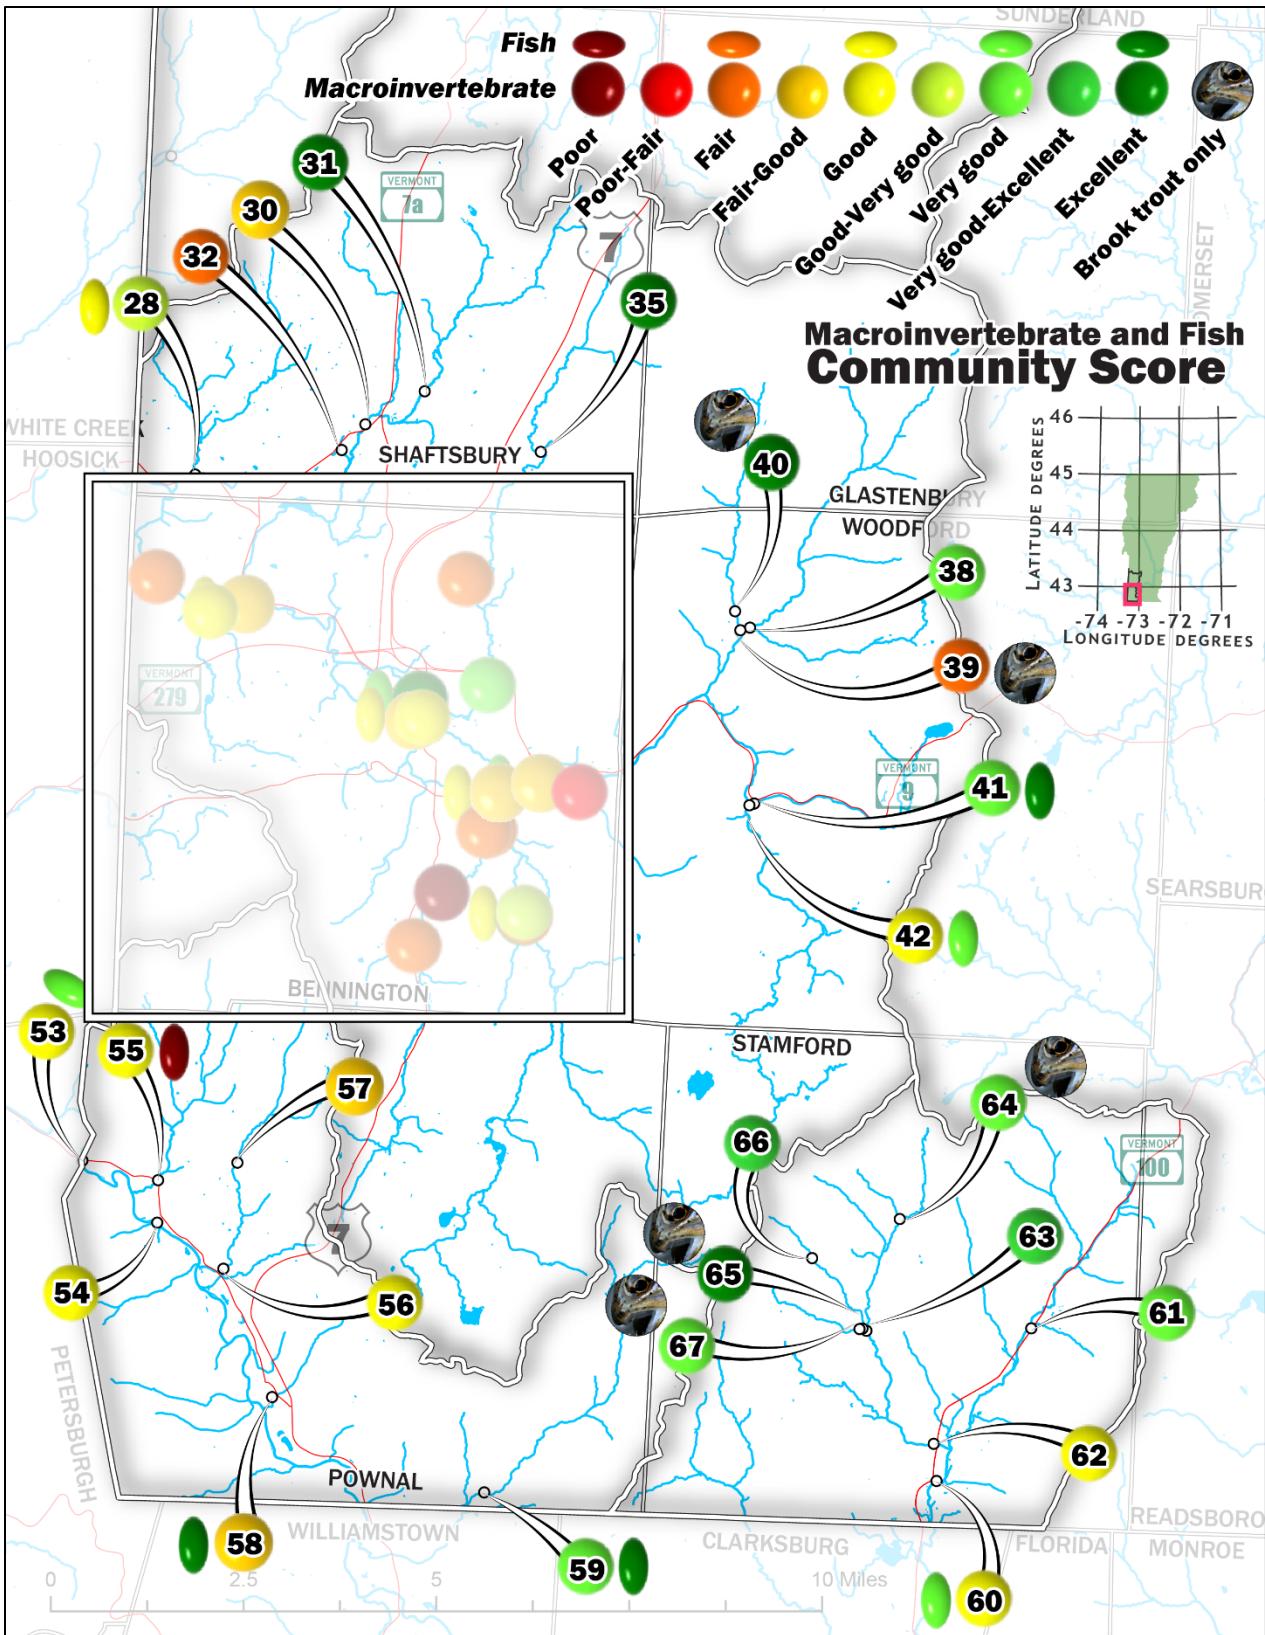 SUNDERLAND
Fish
Macroinvertebrate
Poor
Poor-Fair
Fair
Fair-Good
Good
Good-Very good
Very good
Very good-Excellent
Excellent
Brook trout only
31
VERMONT
7a
30
7
32
28
35
OMERSET
Macroinvertebrate and Fish
Community Score
WHITE CREEK
HOOSICK
SHAFTSBURY
40
GLASTENBURY
WOODFORD
LATITUDE DEGREES
46
45
44
43
-74 -73 -72 -71
LONGITUDE DEGREES
38
39
VERMONT
279
VERMONT
9
41
42
SEARSBUR
BENNINGTON
53
55
57
STAMFORD
66
64
VERMONT
100
7
63
65
54
56
61
67
PETERSBURGH
62
POWNAL
58
59
60
WILLIAMSTOWN
CLARKSBURG
FLORIDA
READSBORO
MONROE
0 2.5 5 10 Miles